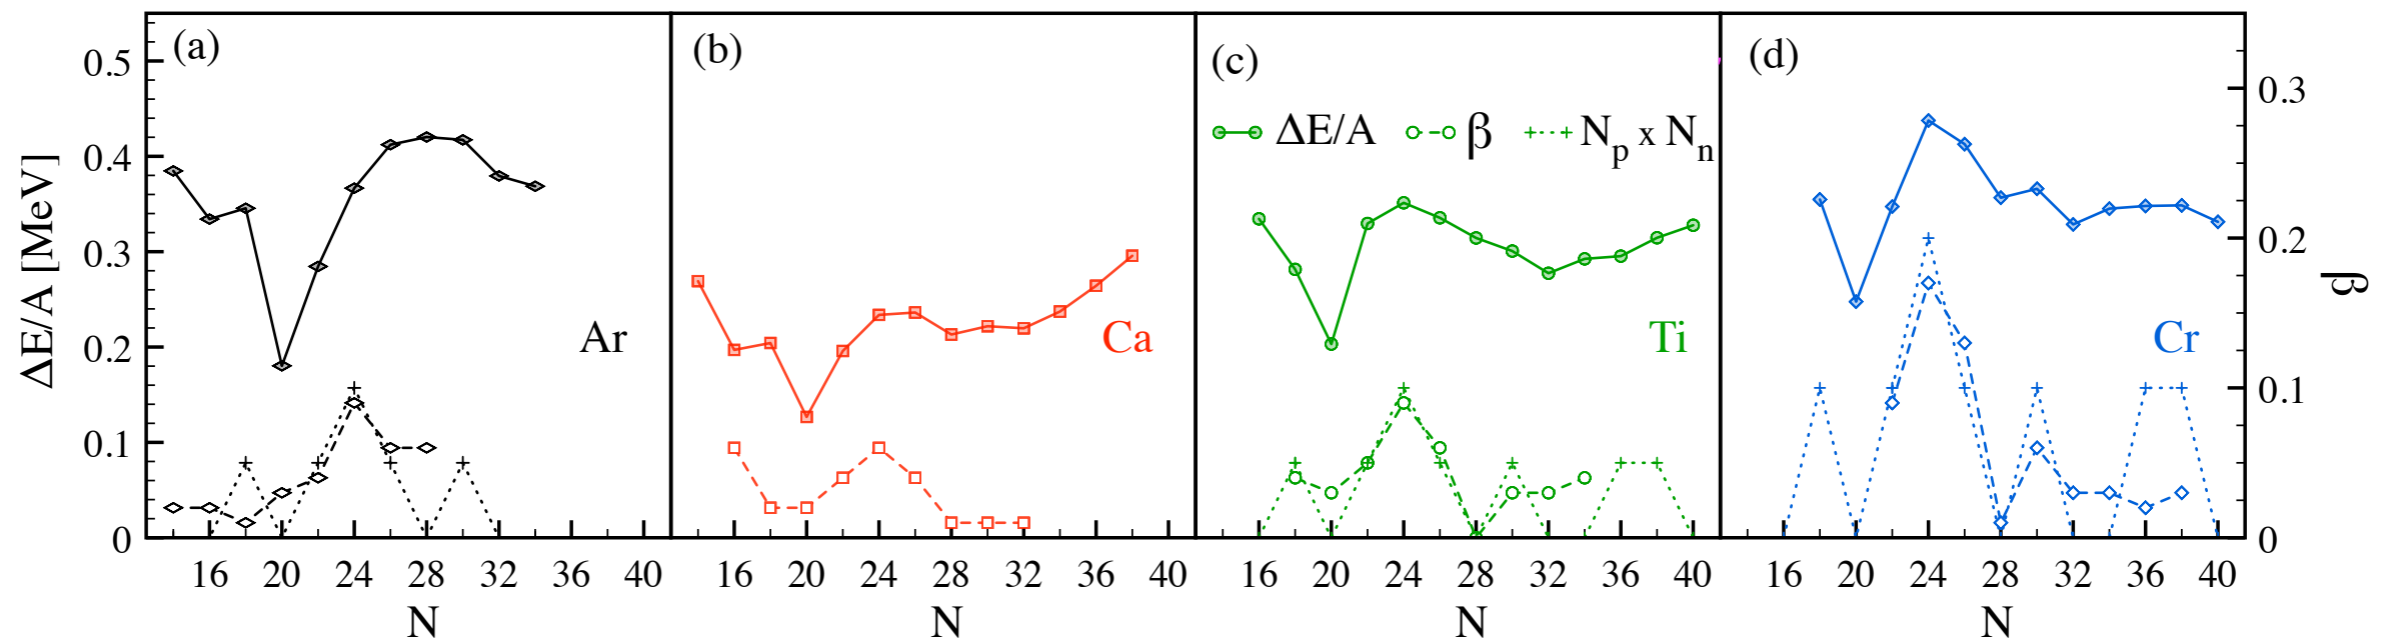 (a) (b) (c) (d)
ΔE/A [MeV]
0.5
0.4
0.3
0.2
0.1
0
ΔE/A β N_p x N_n
Ar Ca Ti Cr
0.3
0.2
0.1
0
β
16 20 24 28 32 36 40 16 20 24 28 32 36 40 16 20 24 28 32 36 40 16 20 24 28 32 36 40
N N N N